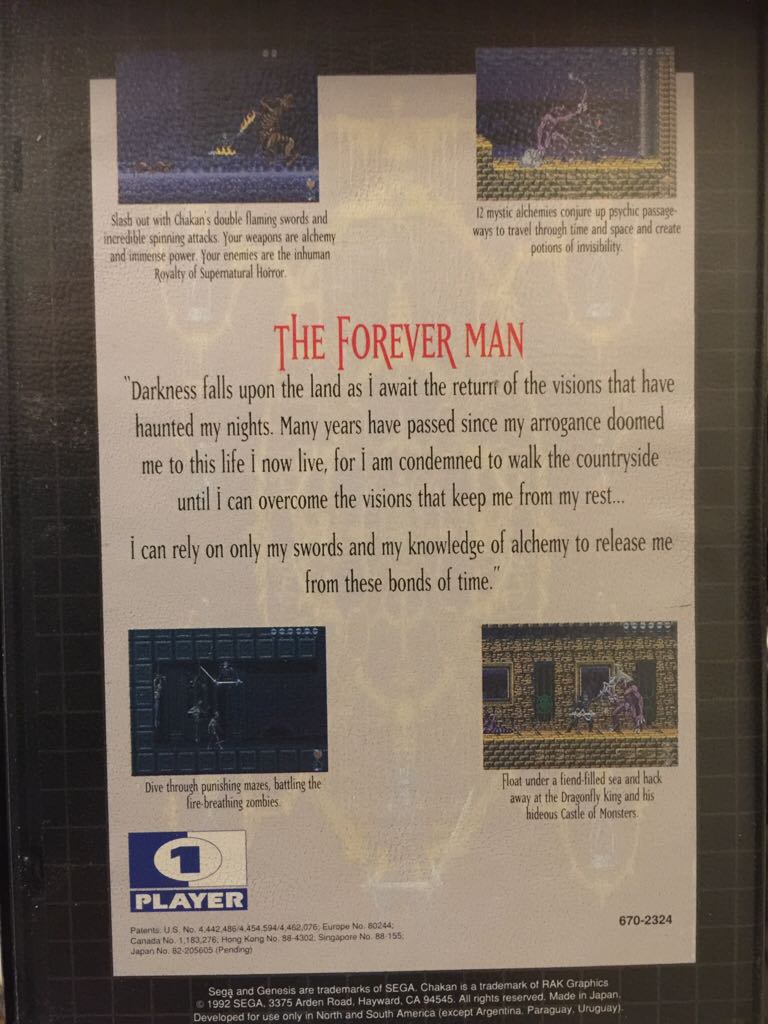 Slash out with Chakan's double flaming swords and
incredible spinning attacks. Your weapons are alchemy
and immense power. Your enemies are the inhuman
Royalty of Supernatural Horror.
12 mystic alchemies conjure up psychic passage-
ways to travel through time and space and create
potions of invisibility.
THE FOREVER MAN
"Darkness falls upon the land as i await the return of the visions that have
haunted my nights. Many years have passed since my arrogance doomed
me to this life i now live, for i am condemned to walk the countryside
until i can overcome the visions that keep me from my rest...
i can rely on only my swords and my knowledge of alchemy to release me
from these bonds of time."
Dive through punishing mazes, battling the
fire-breathing zombies.
Float under a fiend-filled sea and hack
away at the Dragonfly king and his
hideous Castle of Monsters.
1
PLAYER
Patents: U.S. No. 4,442,486/4,454,594/4,462,076; Europe No. 80244;
Canada No. 1,183,276; Hong Kong No. 88-4302; Singapore No. 88-155;
Japan No. 82-205605 (Pending)
670-2324
Sega and Genesis are trademarks of SEGA. Chakan is a trademark of RAK Graphics
© 1992 SEGA, 3375 Arden Road, Hayward, CA 94545. All rights reserved. Made in Japan.
Developed for use only in North and South America (except Argentina, Paraguay, Uruguay).